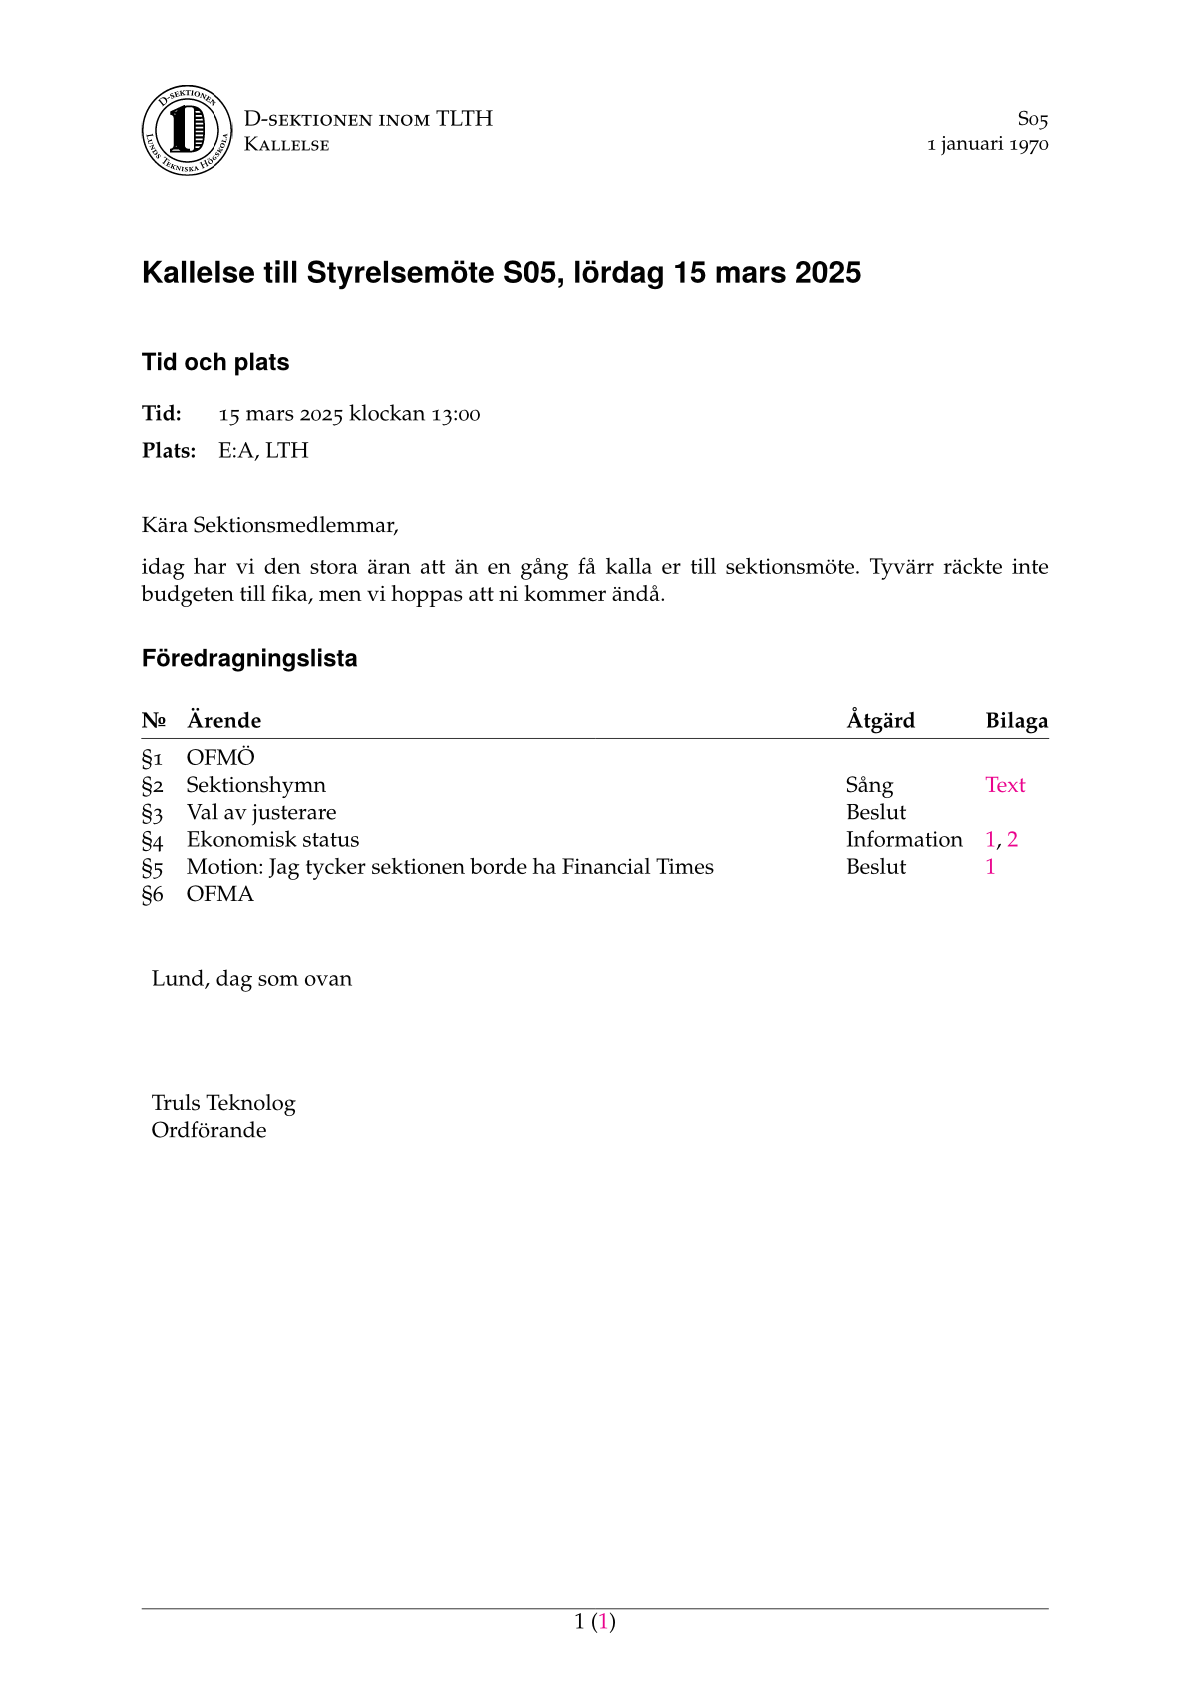 D-SEKTIONEN
LUNDS TEKNISKA HÖGSKOLA
D-SEKTIONEN INOM TLTH
KALLELSE
S05
1 januari 1970
Kallelse till Styrelsemöte S05, lördag 15 mars 2025
Tid och plats
Tid: 15 mars 2025 klockan 13:00
Plats: E:A, LTH
Kära Sektionsmedlemmar,
idag har vi den stora äran att än en gång få kalla er till sektionsmöte. Tyvärr räckte inte
budgeten till fika, men vi hoppas att ni kommer ändå.
Föredragningslista
№ Ärende Åtgärd Bilaga
§1 OFMÖ
§2 Sektionshymn Sång Text
§3 Val av justerare Beslut
§4 Ekonomisk status Information 1, 2
§5 Motion: Jag tycker sektionen borde ha Financial Times Beslut 1
§6 OFMA
Lund, dag som ovan
Truls Teknolog
Ordförande
1 (1)